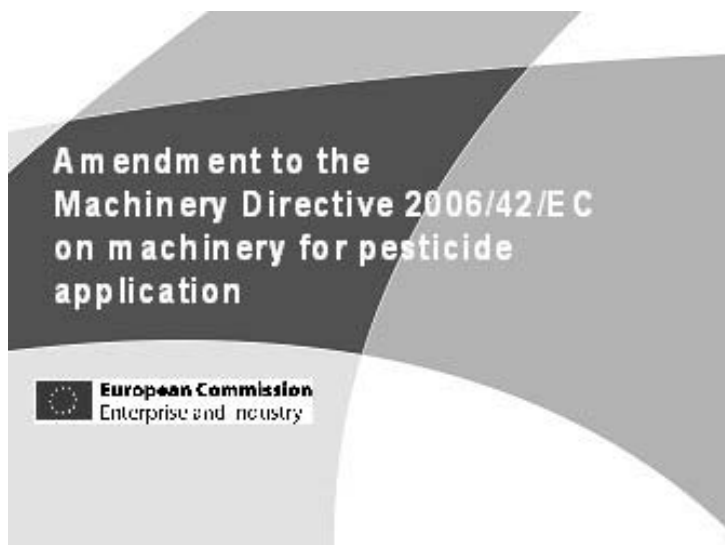 Amendment to the
Machinery Directive 2006/42/EC
on machinery for pesticide
application
European Commission
Enterprise and Industry